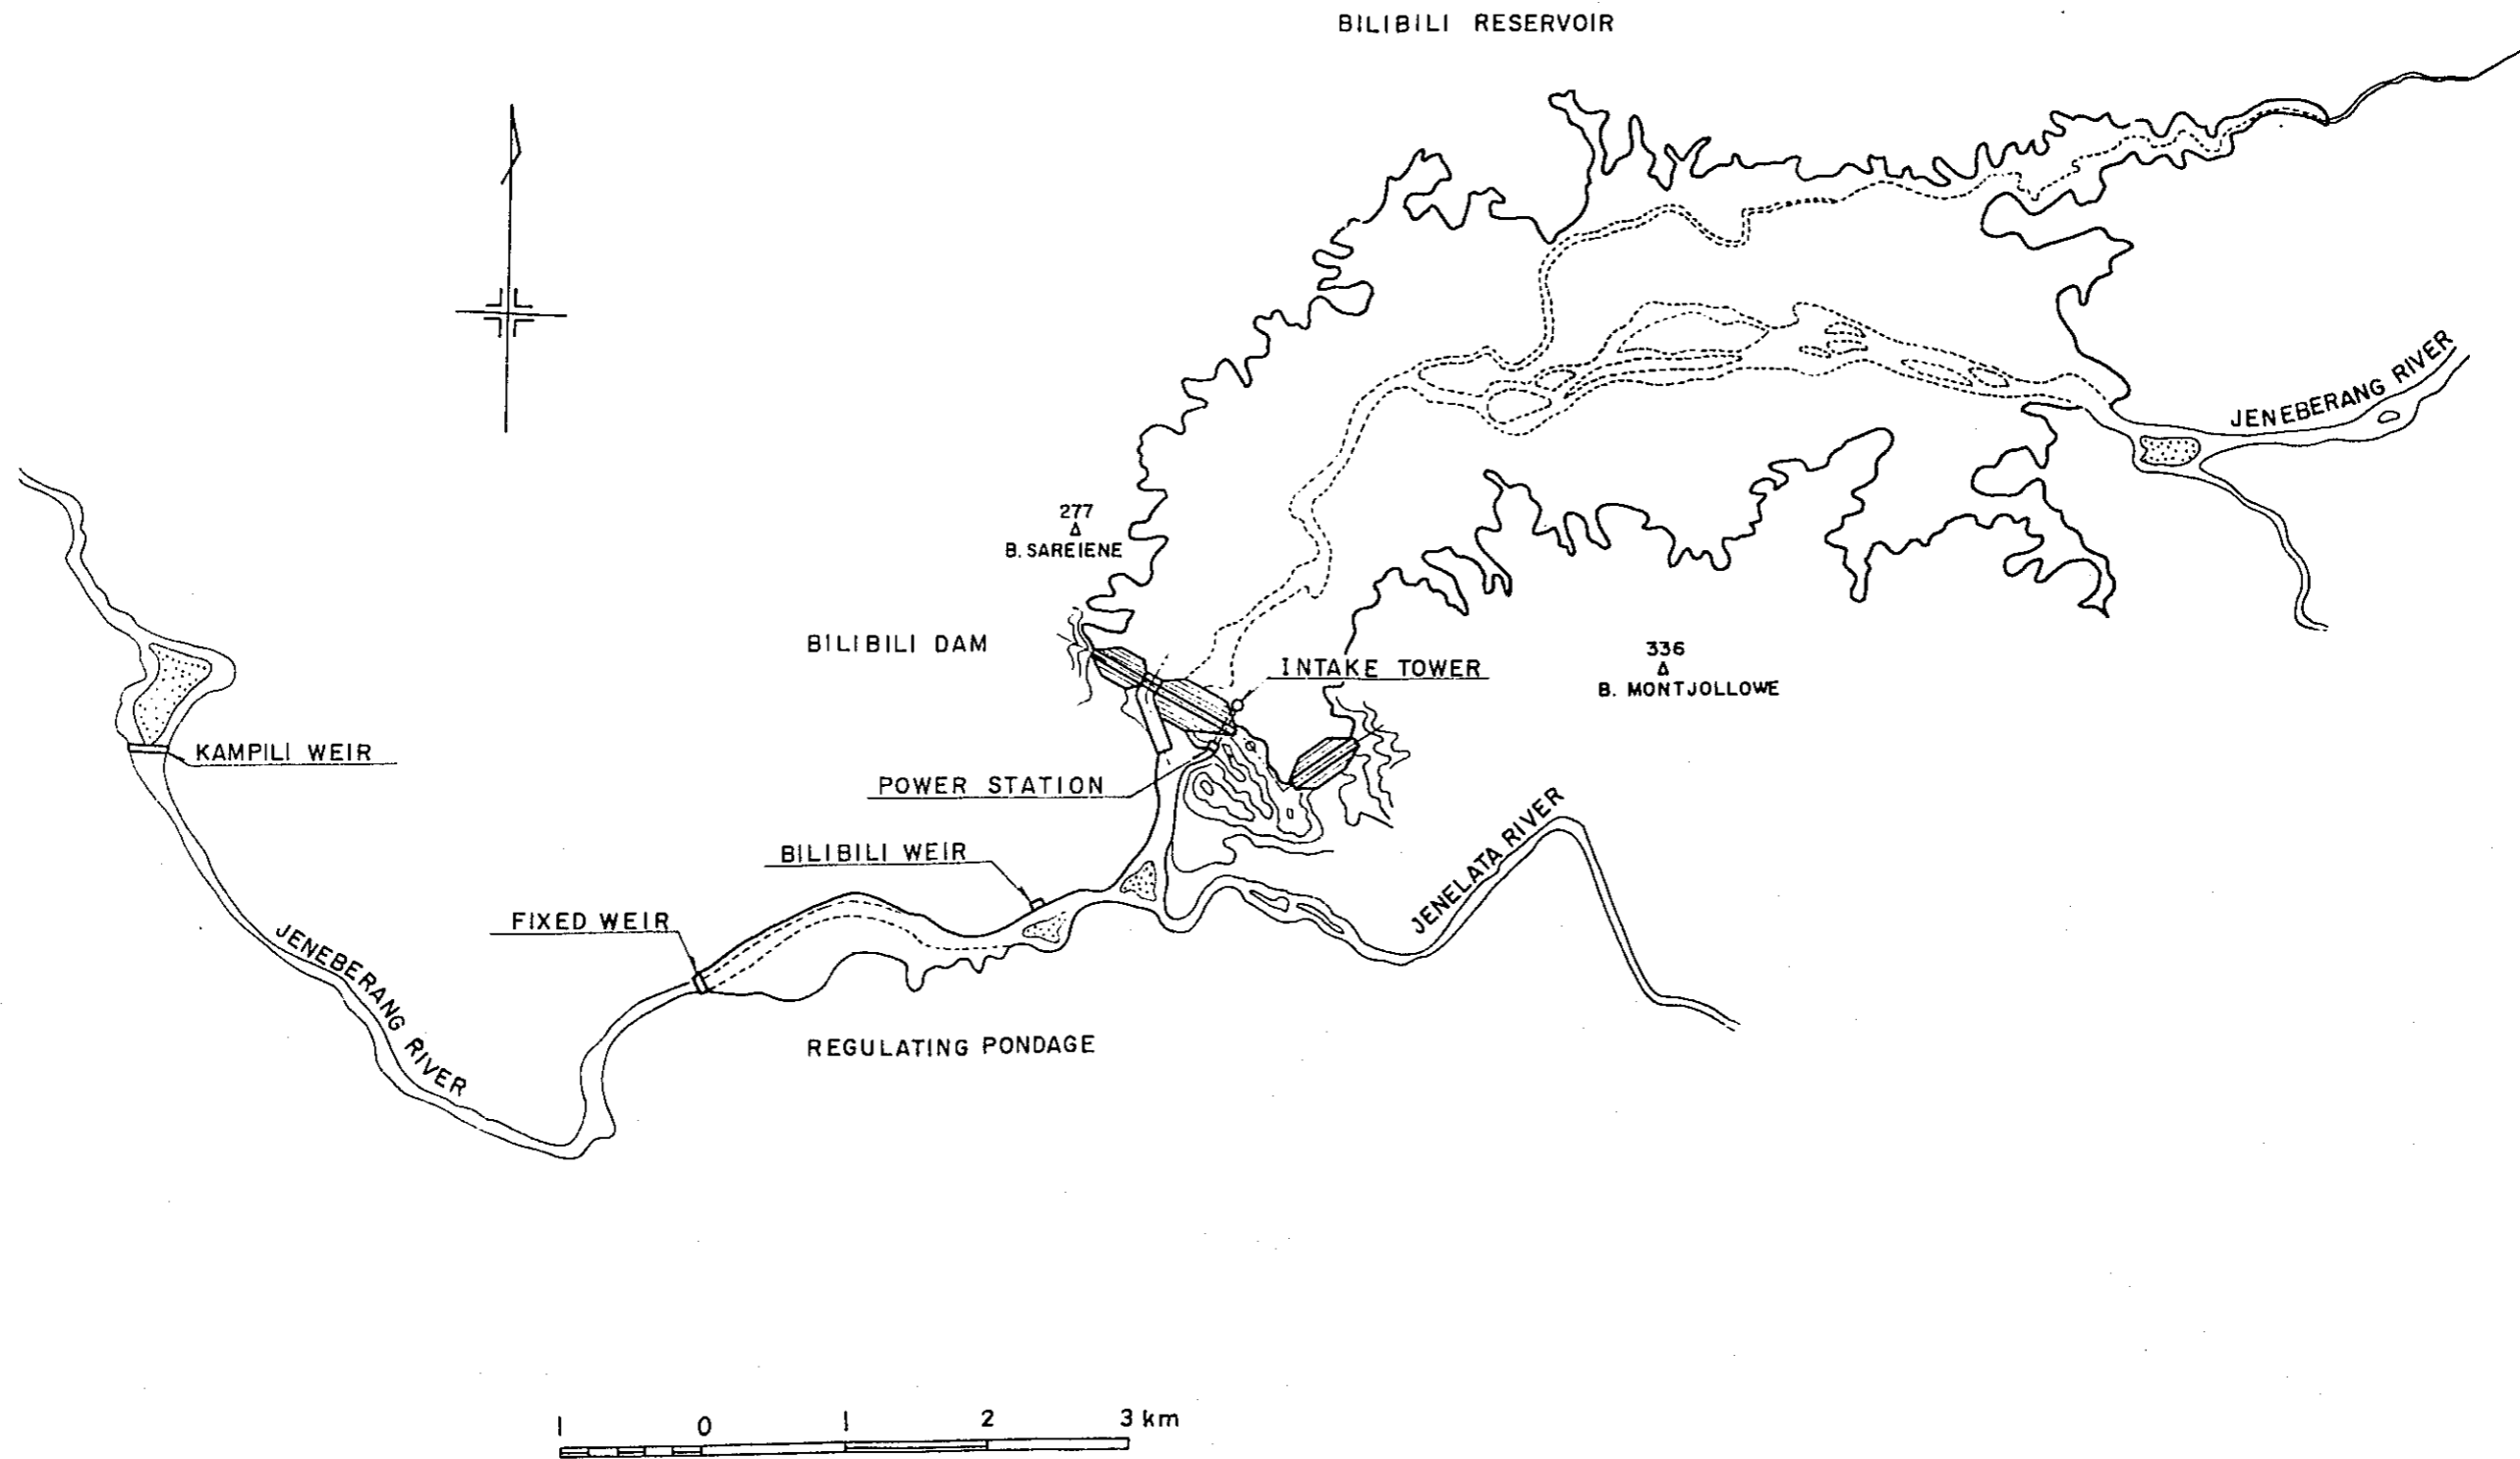 BILIBILI RESERVOIR
JENEBERANG RIVER
277
B. SAREIENE
BILIBILI DAM
336
INTAKE TOWER
B. MONTJOLLOWE
KAMPILI WEIR
POWER STATION
JENELATA RIVER
BILIBILI WEIR
FIXED WEIR
JENEBERANG RIVER
REGULATING PONDAGE
1 0 1 2 3 km